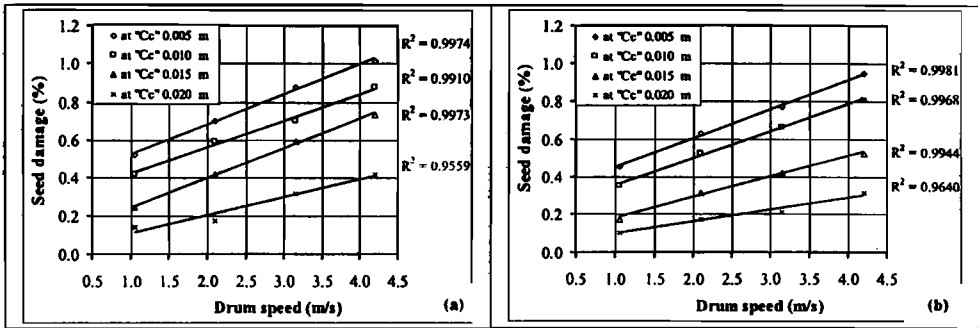 1.2
1.0
0.8
0.6
0.4
0.2
0.0
Seed damage (%)
at "Cc" 0.005 m
at "Cc" 0.010 m
at "Cc" 0.015 m
at "Cc" 0.020 m
R² = 0.9974
R² = 0.9910
R² = 0.9973
R² = 0.9559
0.5 1.0 1.5 2.0 2.5 3.0 3.5 4.0 4.5
Drum speed (m/s)
(a)
1.2
1.0
0.8
0.6
0.4
0.2
0.0
Seed damage (%)
at "Cc" 0.005 m
at "Cc" 0.010 m
at "Cc" 0.015 m
at "Cc" 0.020 m
R² = 0.9981
R² = 0.9968
R² = 0.9944
R² = 0.9640
0.5 1.0 1.5 2.0 2.5 3.0 3.5 4.0 4.5
Drum speed (m/s)
(b)